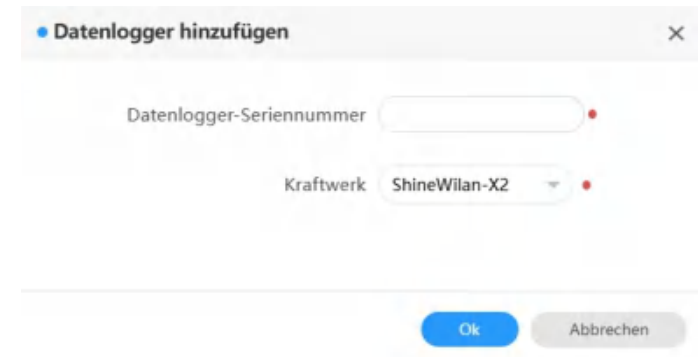 Datenlogger hinzufügen
Datenlogger-Seriennummer
Kraftwerk ShineWilan-X2
Ok Abbrechen